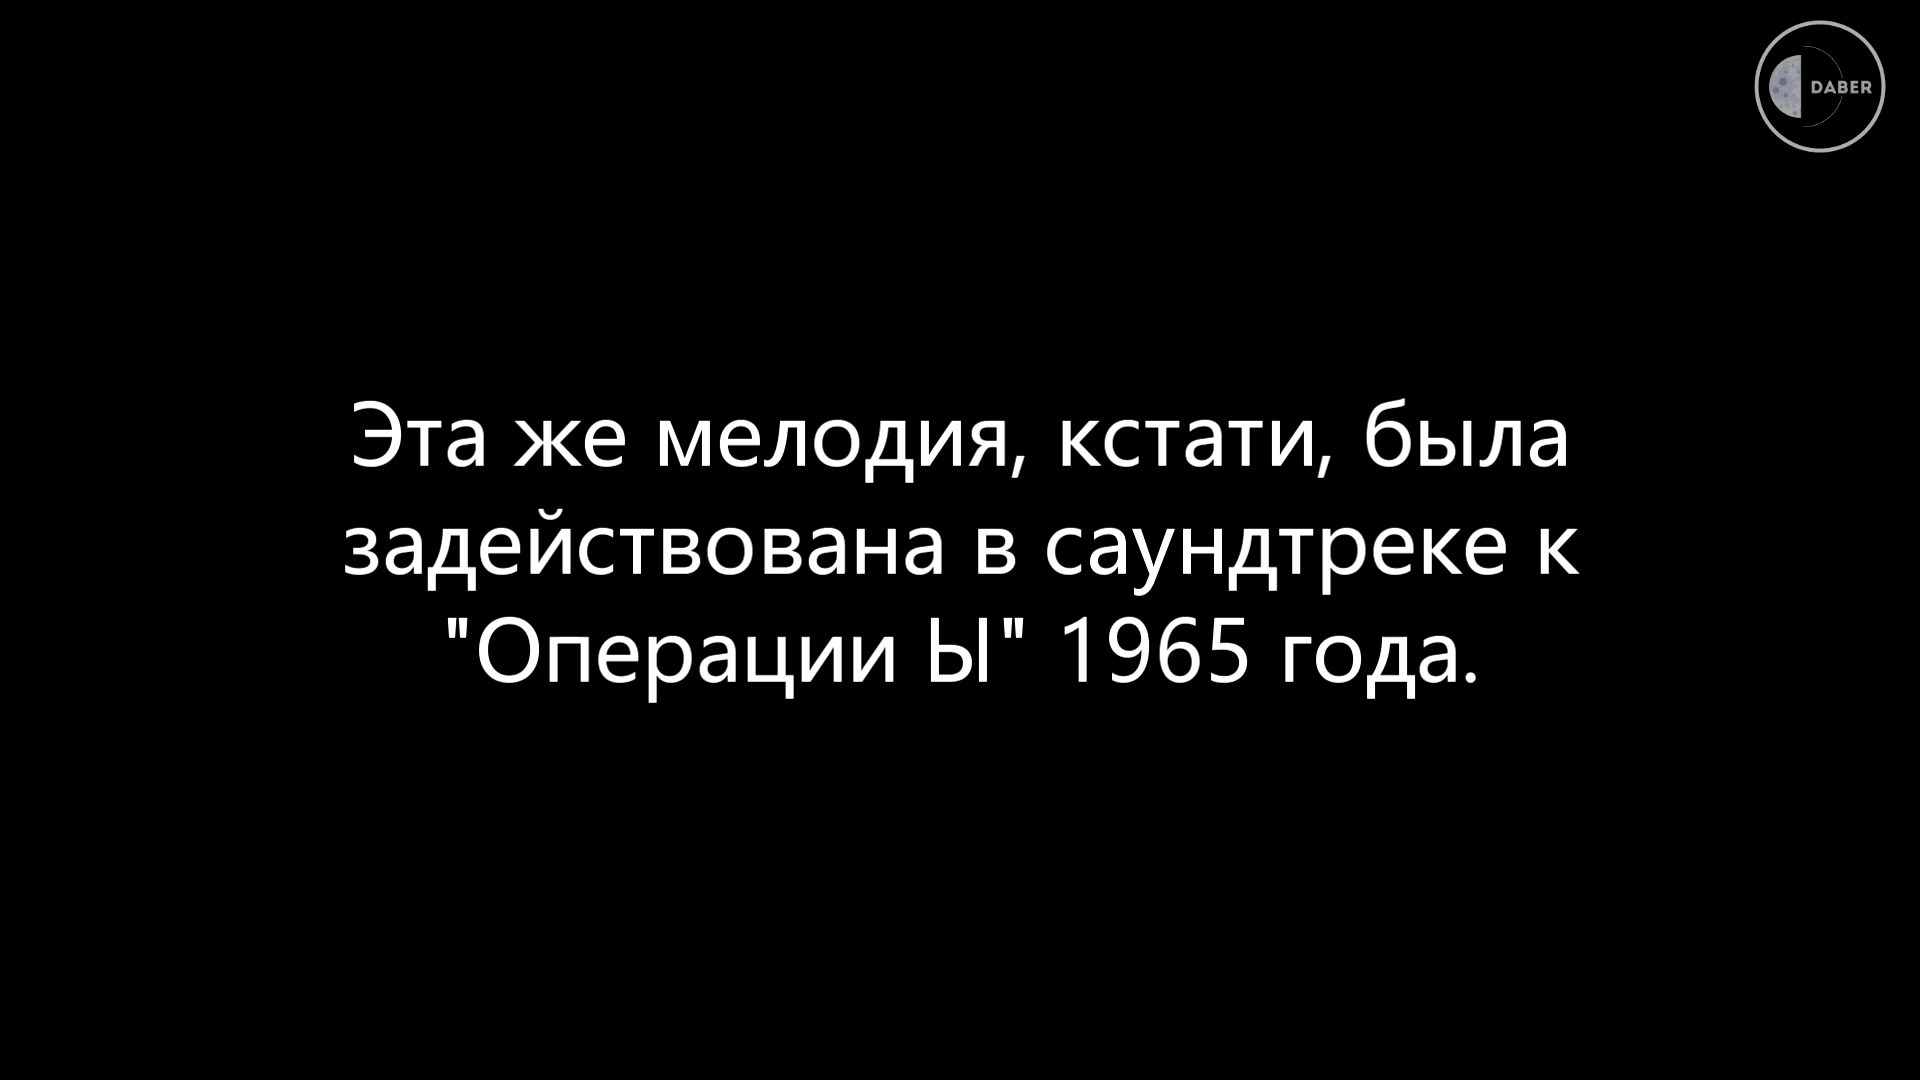 DABER
Эта же мелодия, кстати, была
задействована в саундтреке к
"Операции Ы" 1965 года.